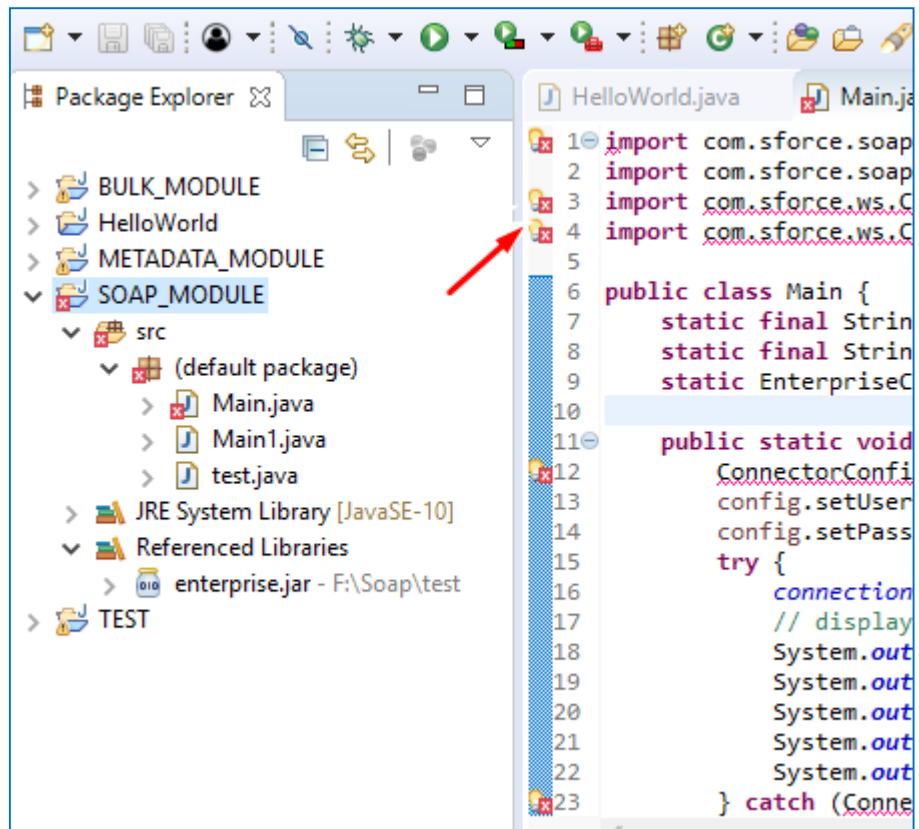 Package Explorer
BULK_MODULE
HelloWorld
METADATA_MODULE
SOAP_MODULE
src
(default package)
Main.java
Main1.java
test.java
JRE System Library [JavaSE-10]
Referenced Libraries
enterprise.jar - F:\Soap\test
TEST
HelloWorld.java
Main.ja
1 import com.sforce.soap
2 import com.sforce.soap
3 import com.sforce.ws.C
4 import com.sforce.ws.C
5
6 public class Main {
7 static final Strin
8 static final Strin
9 static EnterpriseC
10
11 public static void
12 ConnectorConfi
13 config.setUser
14 config.setPass
15 try {
16 connection
17 // display
18 System.out
19 System.out
20 System.out
21 System.out
22 System.out
23 } catch (Conne